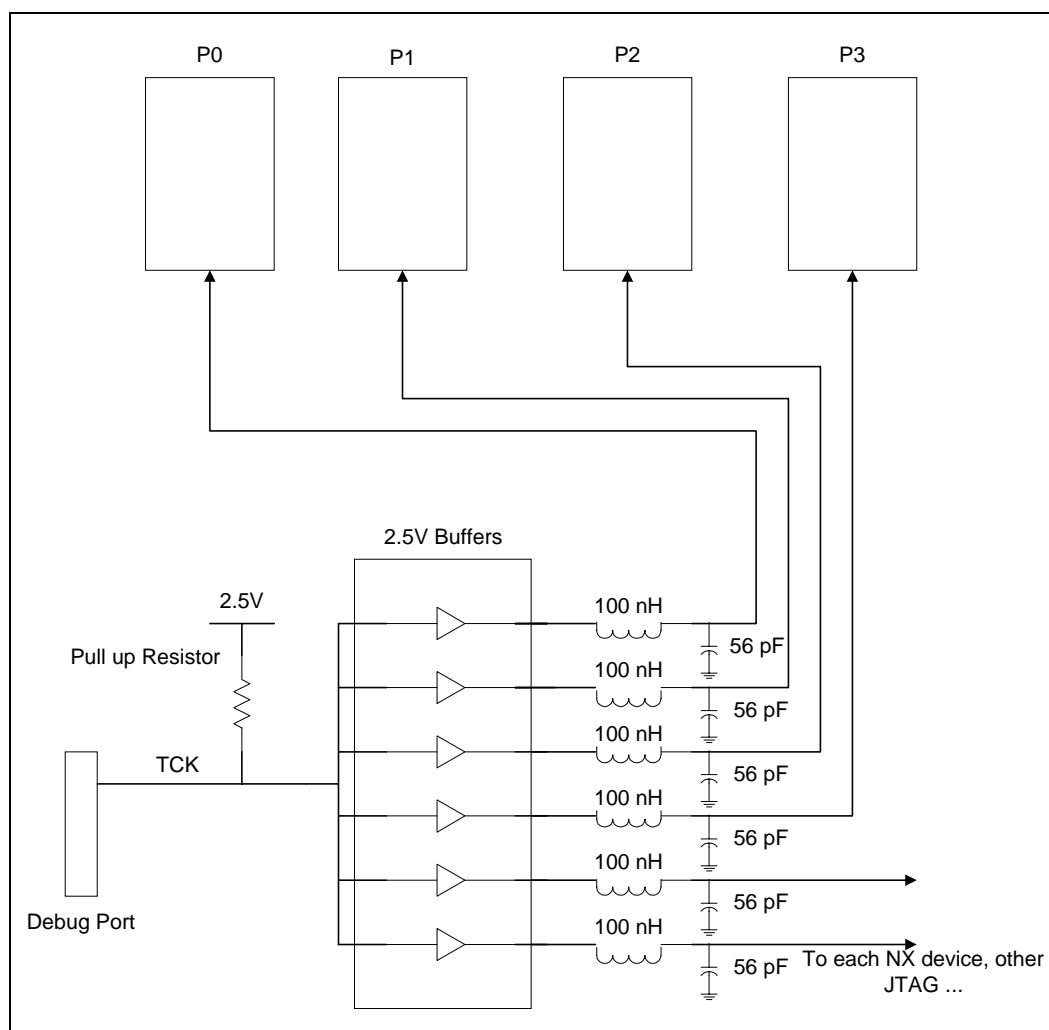 P0
P1
P2
P3
2.5V Buffers
2.5V
Pull up Resistor
TCK
Debug Port
100 nH
56 pF
100 nH
56 pF
100 nH
56 pF
100 nH
56 pF
100 nH
56 pF
100 nH
56 pF
To each NX device, other
JTAG ...